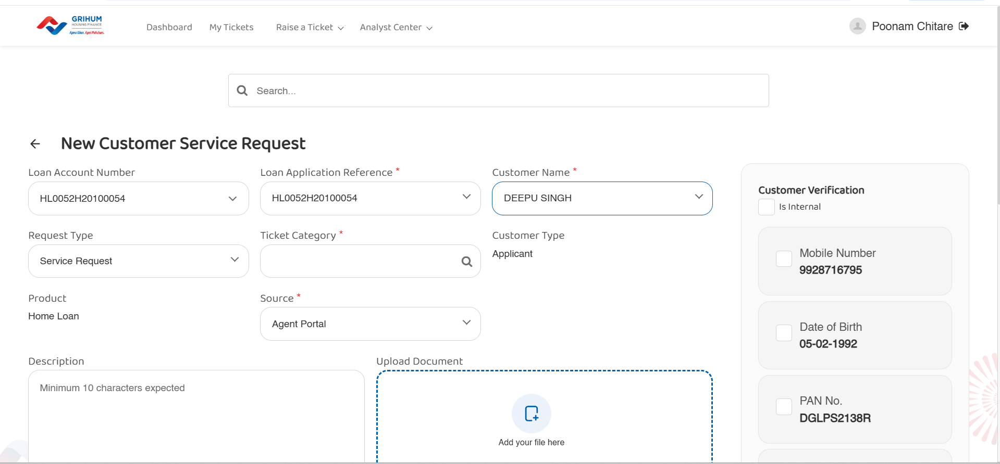 GRIHUM
HOUSING FINANCE
Apna Ghar. Apni Pehchan.
Dashboard
My Tickets
Raise a Ticket
Analyst Center
Poonam Chitare
Search...
New Customer Service Request
Loan Account Number
HL0052H20100054
Loan Application Reference *
HL0052H20100054
Customer Name *
DEEPU SINGH
Request Type
Service Request
Ticket Category *
Customer Type
Applicant
Product
Home Loan
Source *
Agent Portal
Description
Minimum 10 characters expected
Upload Document
Add your file here
Customer Verification
Is Internal
Mobile Number
9928716795
Date of Birth
05-02-1992
PAN No.
DGLPS2138R